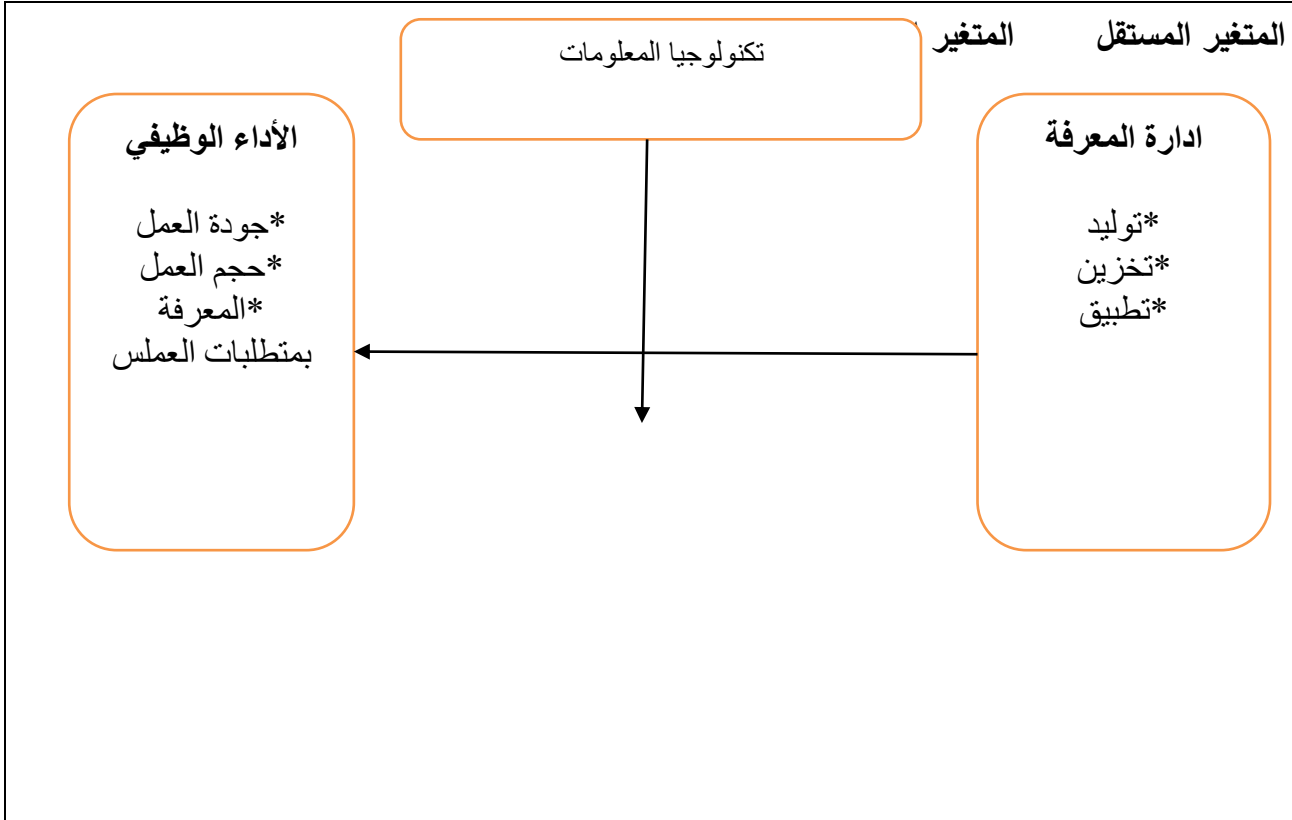 المتغير المستقل المتغير
تكنولوجيا المعلومات
ادارة المعرفة
*توليد
*تخزين
*تطبيق
الأداء الوظيفي
*جودة العمل
*حجم العمل
*المعرفة
بمتطلبات العملس